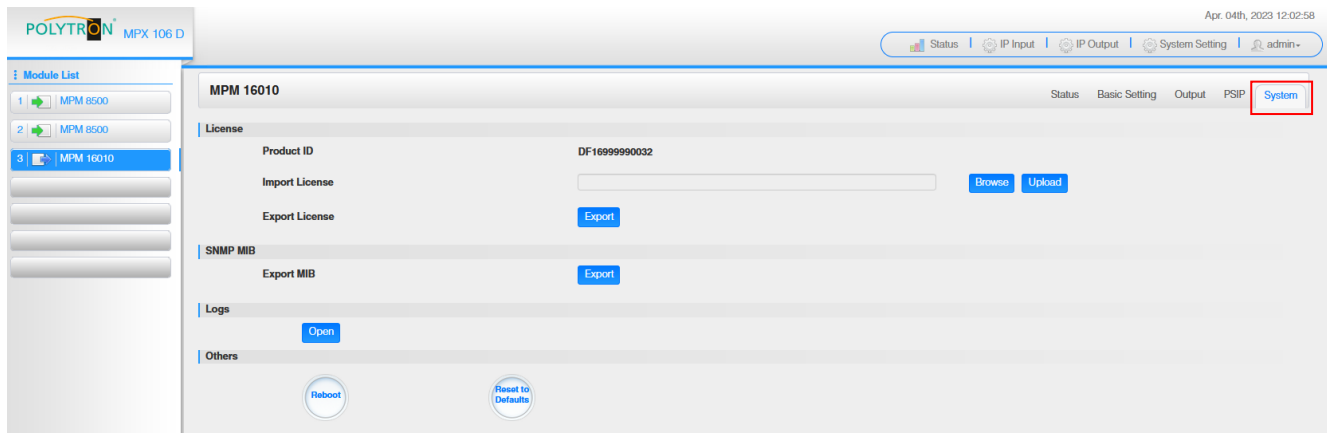 Apr. 04th, 2023 12:02:58
POLYTRON MPX 106 D
Status | IP Input | IP Output | System Setting | admin
Module List
1 MPM 8500
2 MPM 8500
3 MPM 16010
MPM 16010
Status Basic Setting Output PSIP System
License
Product ID DF16999990032
Import License Browse Upload
Export License Export
SNMP MIB
Export MIB Export
Logs
Open
Others
Reboot
Reset to
Defaults